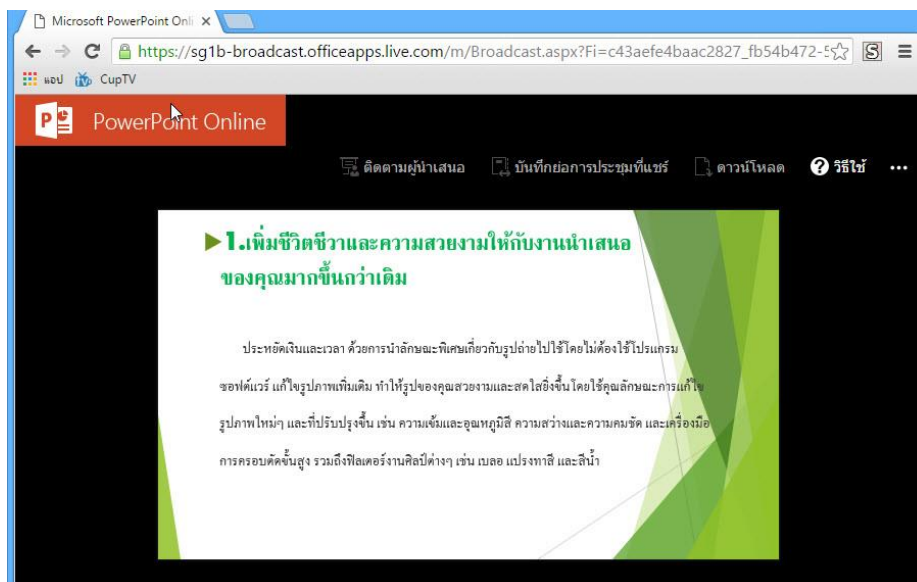 Microsoft PowerPoint Onli
https://sg1b-broadcast.officeapps.live.com/m/Broadcast.aspx?Fi=c43aefe4baac2827_fb54b472-5
แอป CupTV
PowerPoint Online
ติดตามผู้นำเสนอ บันทึกย่อการประชุมที่แชร์ ดาวน์โหลด วิธีใช้
1.เพิ่มชีวิตชีวาและความสวยงามให้กับงานนำเสนอ
ของคุณมากขึ้นกว่าเดิม
ประหยัดเงินและเวลา ด้วยการนำลักษณะพิเศษเกี่ยวกับรูปถ่ายไปใช้โดยไม่ต้องใช้โปรแกรม
ซอฟต์แวร์ แก้ไขรูปภาพเพิ่มเติม ทำให้รูปของคุณสวยงามและสดใสยิ่งขึ้นโดยใช้คุณลักษณะการแก้ไข
รูปภาพใหม่ๆ และที่ปรับปรุงขึ้น เช่น ความเข้มและอุณหภูมิสี ความสว่างและความคมชัด และเครื่องมือ
การครอบตัดขั้นสูง รวมถึงฟิลเตอร์งานศิลป์ต่างๆ เช่น เบลอ แปรงทาสี และสีน้ำ